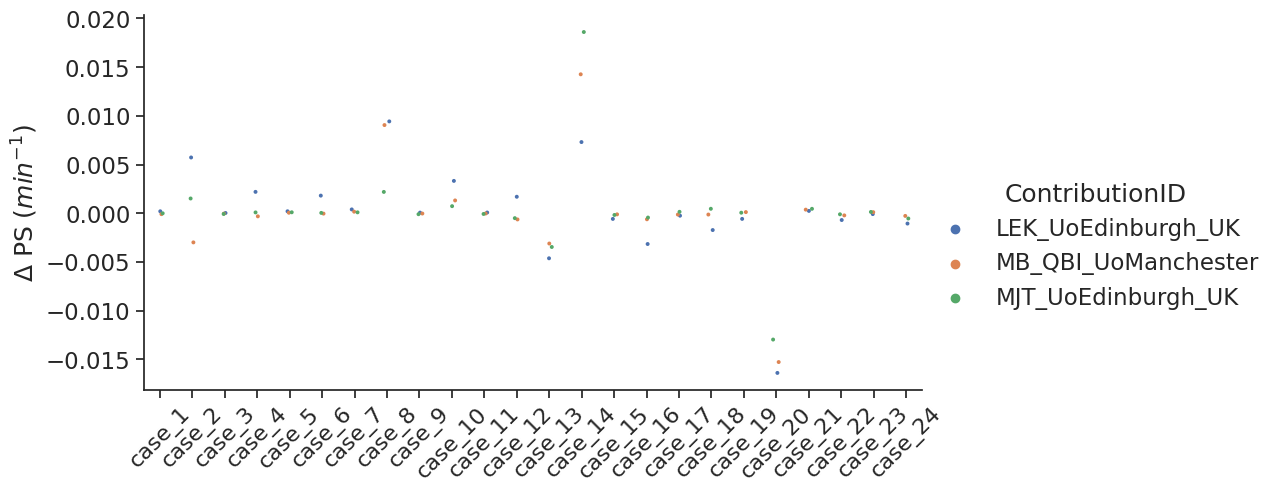 0.020
0.015
0.010
0.005
0.000
−0.005
−0.010
−0.015
Δ PS (min⁻¹)
case_1
case_2
case_3
case_4
case_5
case_6
case_7
case_8
case_9
case_10
case_11
case_12
case_13
case_14
case_15
case_16
case_17
case_18
case_19
case_20
case_21
case_22
case_23
case_24
ContributionID
LEK_UoEdinburgh_UK
MB_QBI_UoManchester
MJT_UoEdinburgh_UK